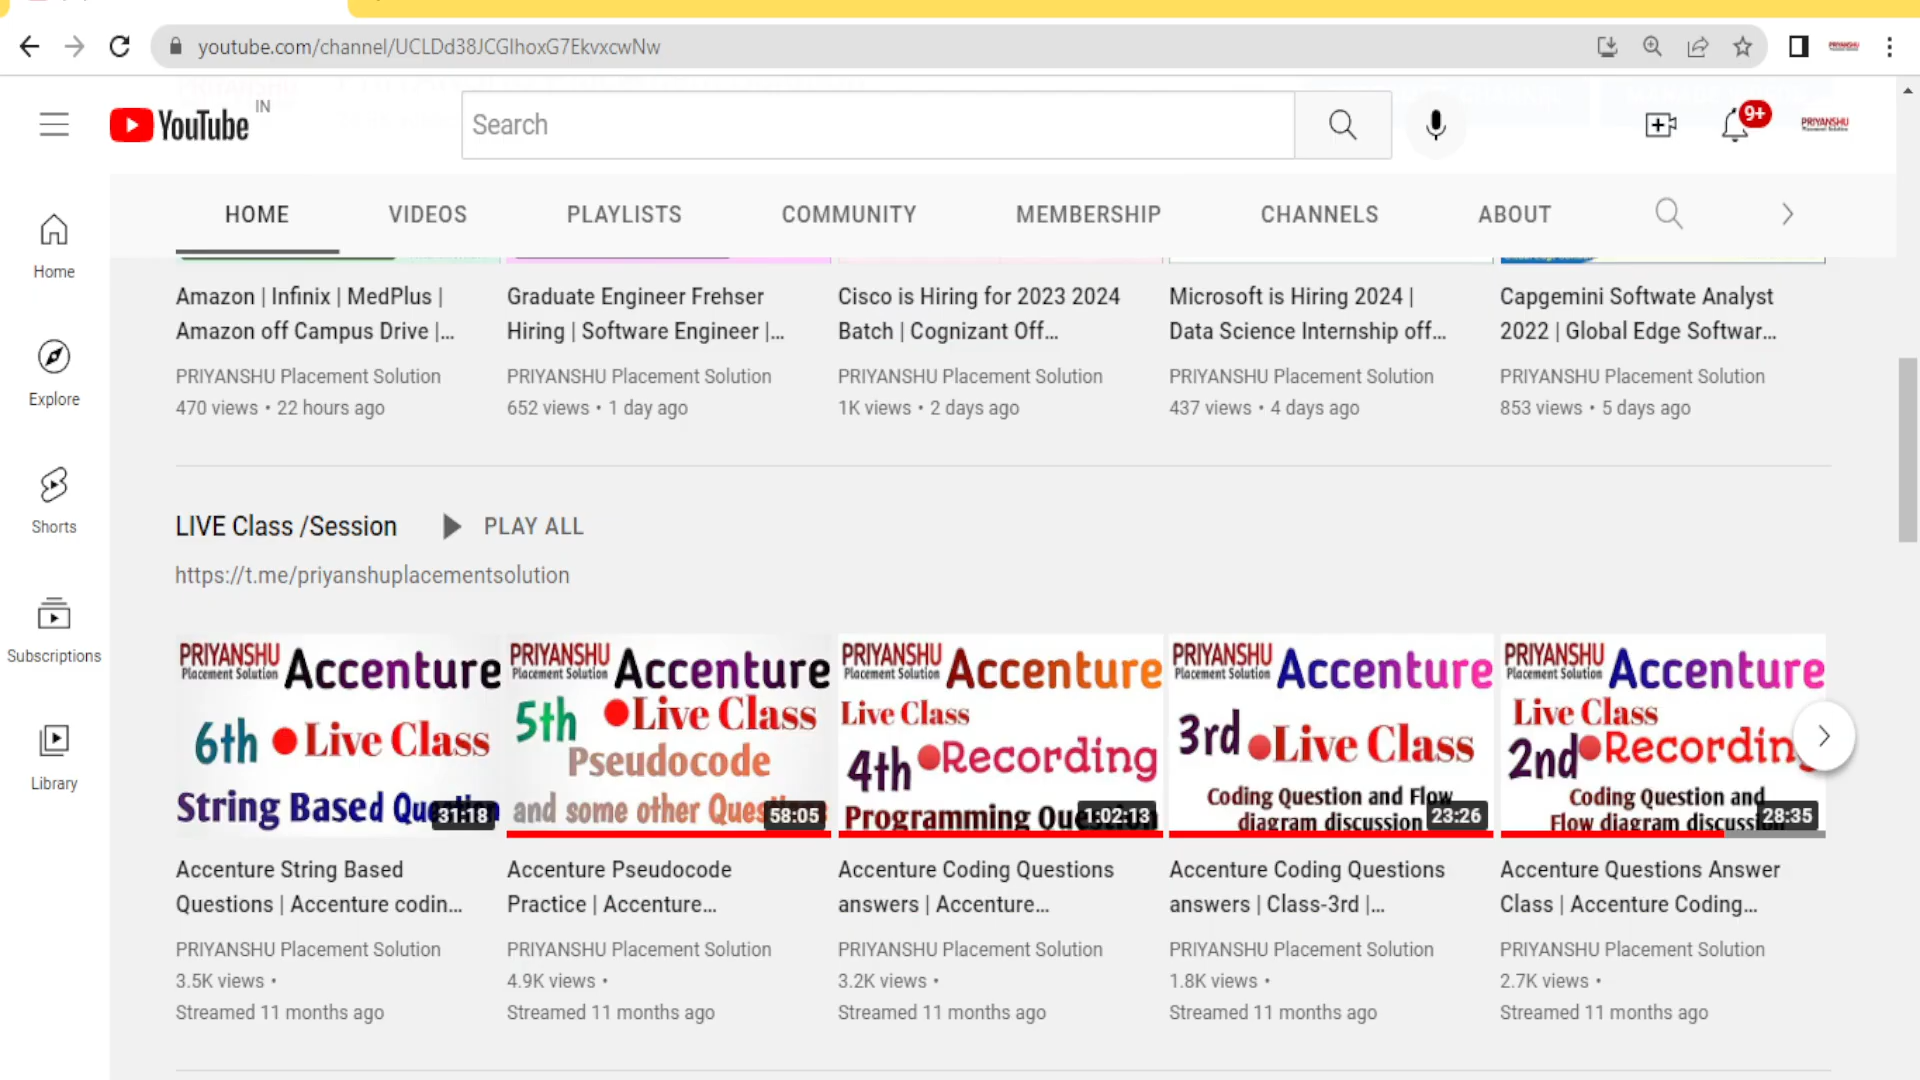 youtube.com/channel/UCLDd38JCGlhoxG7EkvxcwNw
YouTube IN
Search
9+
PRIYANSHU
Placement Solution
HOME VIDEOS PLAYLISTS COMMUNITY MEMBERSHIP CHANNELS ABOUT
Home
Explore
Shorts
Subscriptions
Library
Amazon | Infinix | MedPlus |
Amazon off Campus Drive |...
PRIYANSHU Placement Solution
470 views • 22 hours ago
Graduate Engineer Frehser
Hiring | Software Engineer |...
PRIYANSHU Placement Solution
652 views • 1 day ago
Cisco is Hiring for 2023 2024
Batch | Cognizant Off...
PRIYANSHU Placement Solution
1K views • 2 days ago
Microsoft is Hiring 2024 |
Data Science Internship off...
PRIYANSHU Placement Solution
437 views • 4 days ago
Capgemini Softwate Analyst
2022 | Global Edge Softwar...
PRIYANSHU Placement Solution
853 views • 5 days ago
LIVE Class /Session PLAY ALL
https://t.me/priyanshuplacementsolution
PRIYANSHU
Placement Solution
Accenture
6th Live Class
String Based
31:18
Accenture String Based
Questions | Accenture codin...
PRIYANSHU Placement Solution
3.5K views •
Streamed 11 months ago
PRIYANSHU
Placement Solution
Accenture
5th Live Class
Pseudocode
and some other
58:05
Accenture Pseudocode
Practice | Accenture...
PRIYANSHU Placement Solution
4.9K views •
Streamed 11 months ago
PRIYANSHU
Placement Solution
Accenture
Live Class
4th Recording
Programming
1:02:13
Accenture Coding Questions
answers | Accenture...
PRIYANSHU Placement Solution
3.2K views •
Streamed 11 months ago
PRIYANSHU
Placement Solution
Accenture
3rd Live Class
Coding Question and Flow
diagram discussion
23:26
Accenture Coding Questions
answers | Class-3rd |...
PRIYANSHU Placement Solution
1.8K views •
Streamed 11 months ago
PRIYANSHU
Placement Solution
Accenture
Live Class
2nd Recordin
Coding Question and
Flow diagram
28:35
Accenture Questions Answer
Class | Accenture Coding...
PRIYANSHU Placement Solution
2.7K views •
Streamed 11 months ago